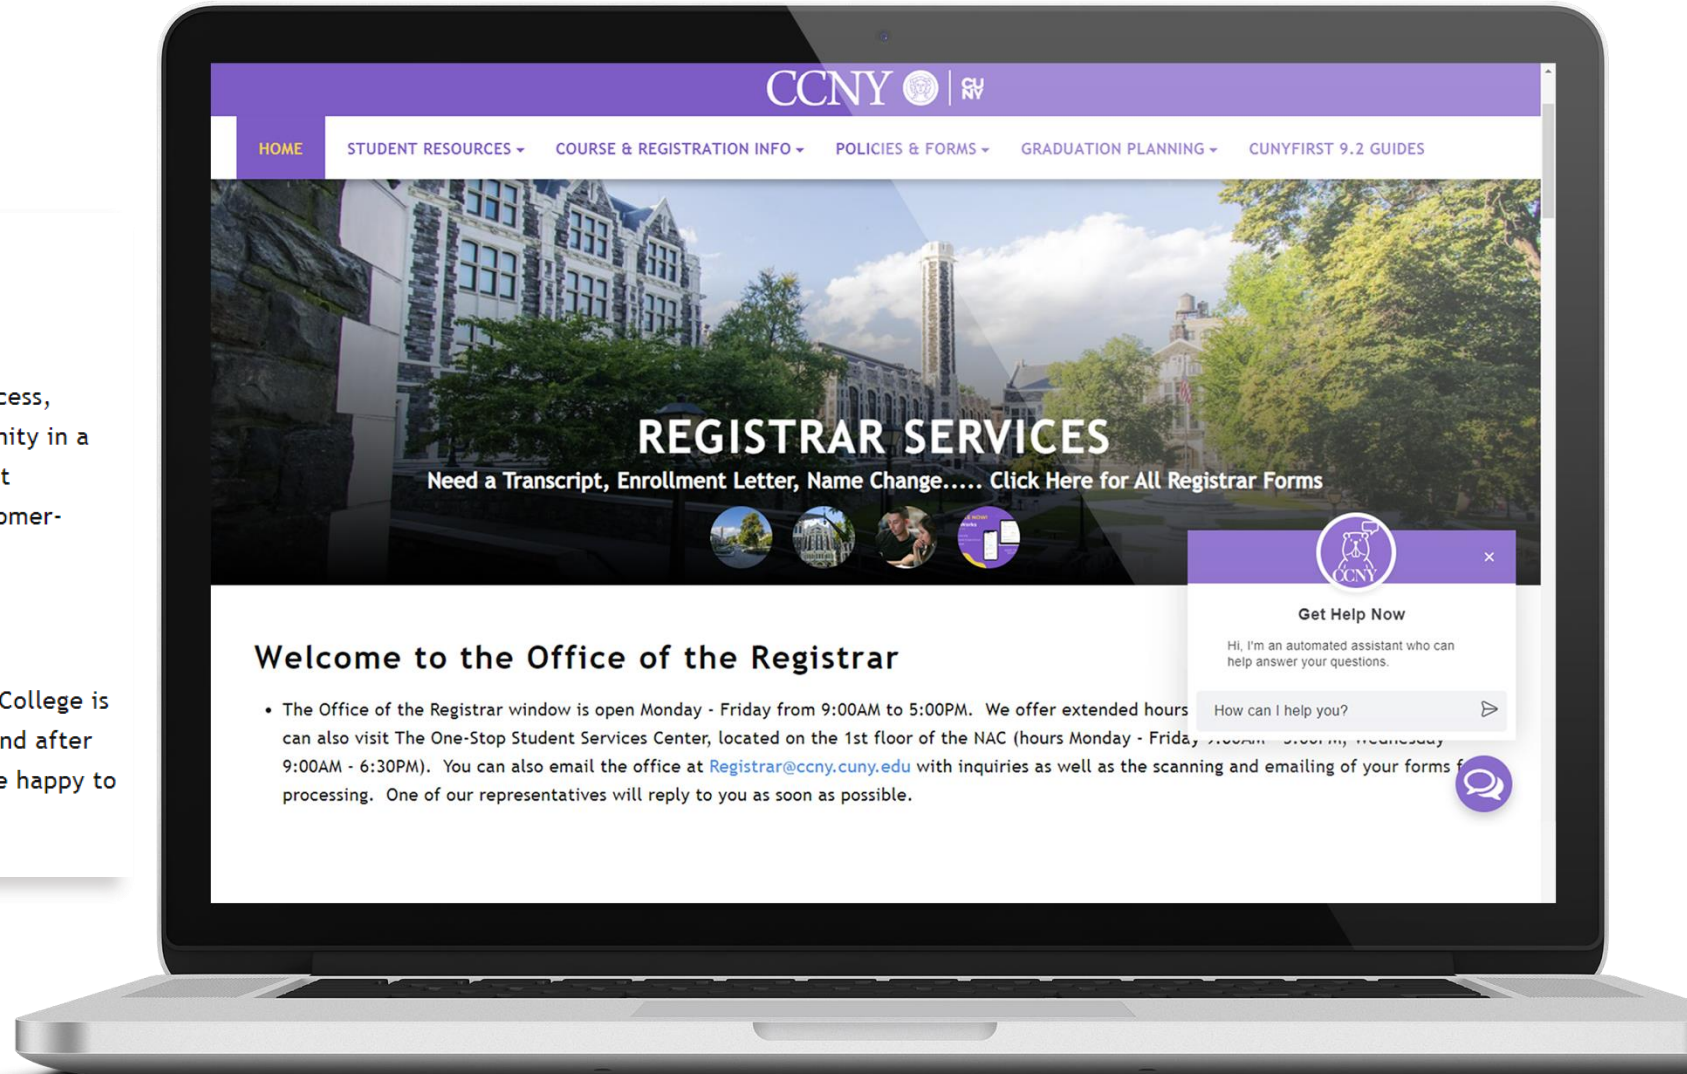 cess,
nity in a
t
omer-
College is
nd after
e happy to
CCNY CU NY
HOME STUDENT RESOURCES COURSE & REGISTRATION INFO POLICIES & FORMS GRADUATION PLANNING CUNYFIRST 9.2 GUIDES
REGISTRAR SERVICES
Need a Transcript, Enrollment Letter, Name Change..... Click Here for All Registrar Forms
CCNY
×
Get Help Now
Hi, I'm an automated assistant who can
help answer your questions.
How can I help you?
Welcome to the Office of the Registrar
• The Office of the Registrar window is open Monday - Friday from 9:00AM to 5:00PM. We offer extended hours
can also visit The One-Stop Student Services Center, located on the 1st floor of the NAC (hours Monday - Friday
9:00AM - 6:30PM). You can also email the office at Registrar@ccny.cuny.edu with inquiries as well as the scanning and emailing of your forms
processing. One of our representatives will reply to you as soon as possible.